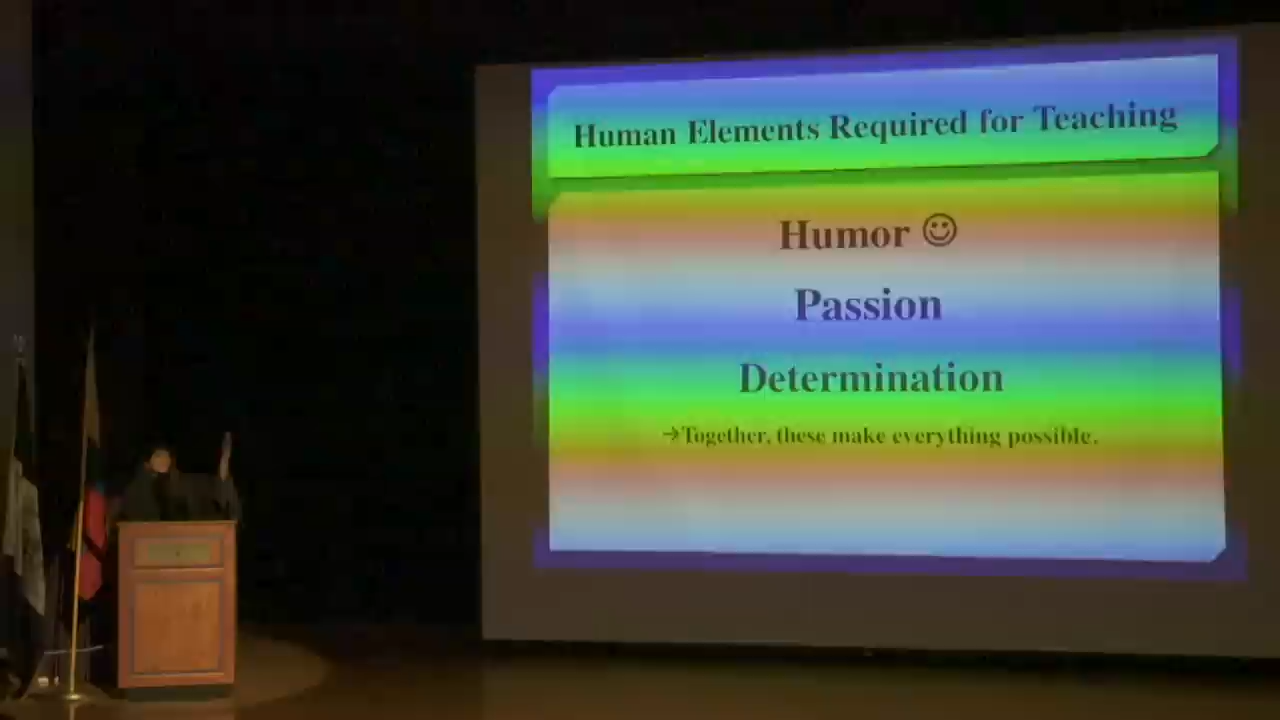 Human Elements Required for Teaching
Humor ☺
Passion
Determination
→Together, these make everything possible.